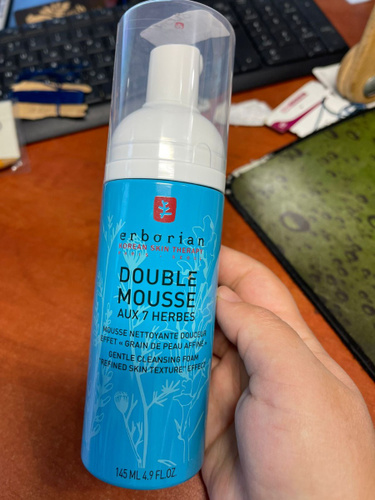 erborian
KOREAN SKIN THERAPY
DOUBLE
MOUSSE
AUX 7 HERBES
MOUSSE NETTOYANTE DOUCEUR
EFFET « GRAIN DE PEAU AFFINÉ »
GENTLE CLEANSING FOAM
"REFINED SKIN TEXTURE" EFFECT
145 ML 4.9 FL.OZ.